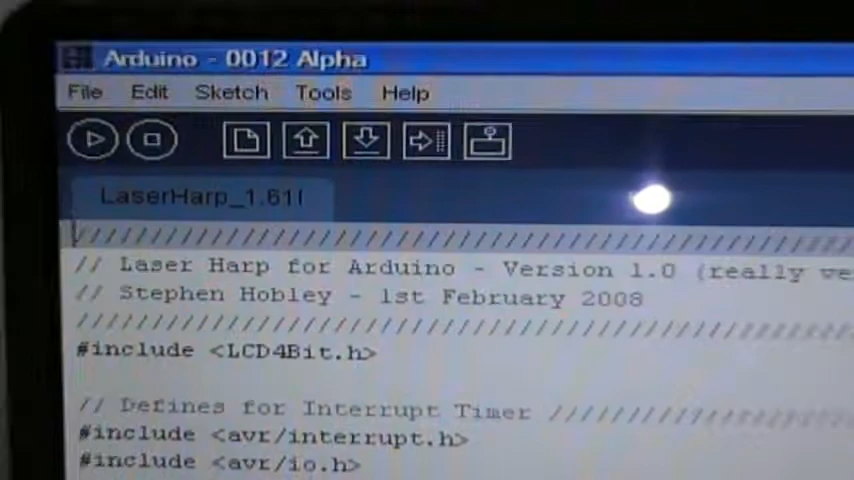 Arduino - 0012 Alpha
File Edit Sketch Tools Help
LaserHarp_1.61l
////////////////////////////////////////////////////
// Laser Harp for Arduino - Version 1.0 (really
// Stephen Hobley - 1st February 2008
////////////////////////////////////////////////////
#include <LCD4Bit.h>
// Defines for Interrupt Timer ////////////////////
#include <avr/interrupt.h>
#include <avr/io.h>